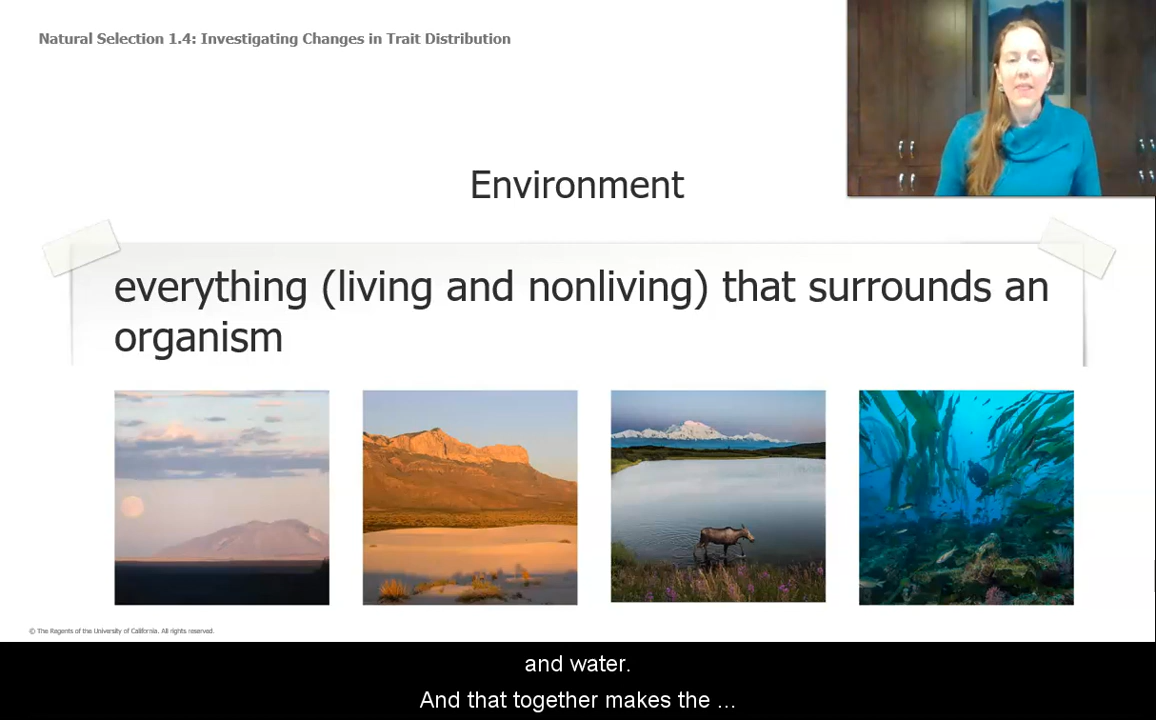 Natural Selection 1.4: Investigating Changes in Trait Distribution
Environment
everything (living and nonliving) that surrounds an
organism
© The Regents of the University of California. All rights reserved.
and water.
And that together makes the ...